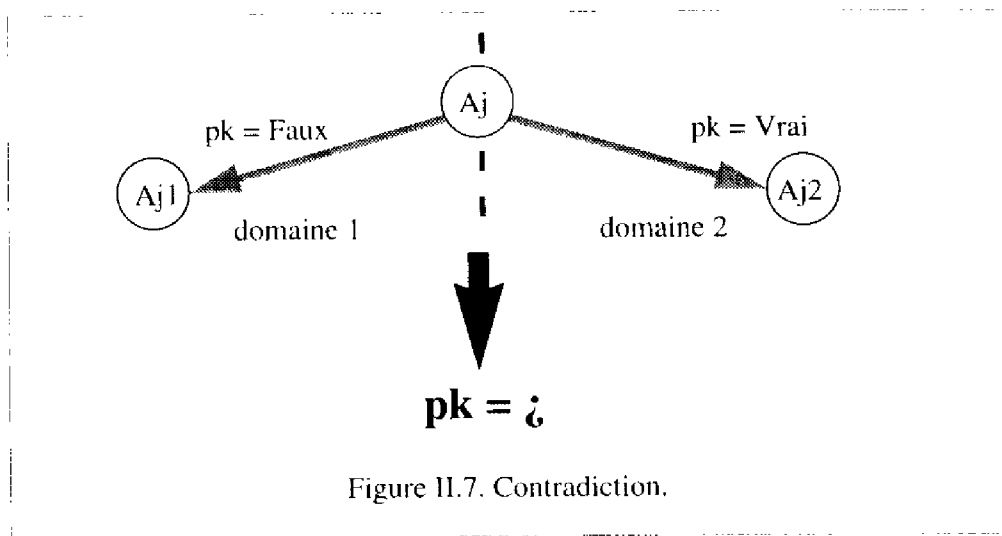 Aj
pk = Faux
pk = Vrai
Aj1
Aj2
domaine 1
domaine 2
pk = ¿
Figure II.7. Contradiction.